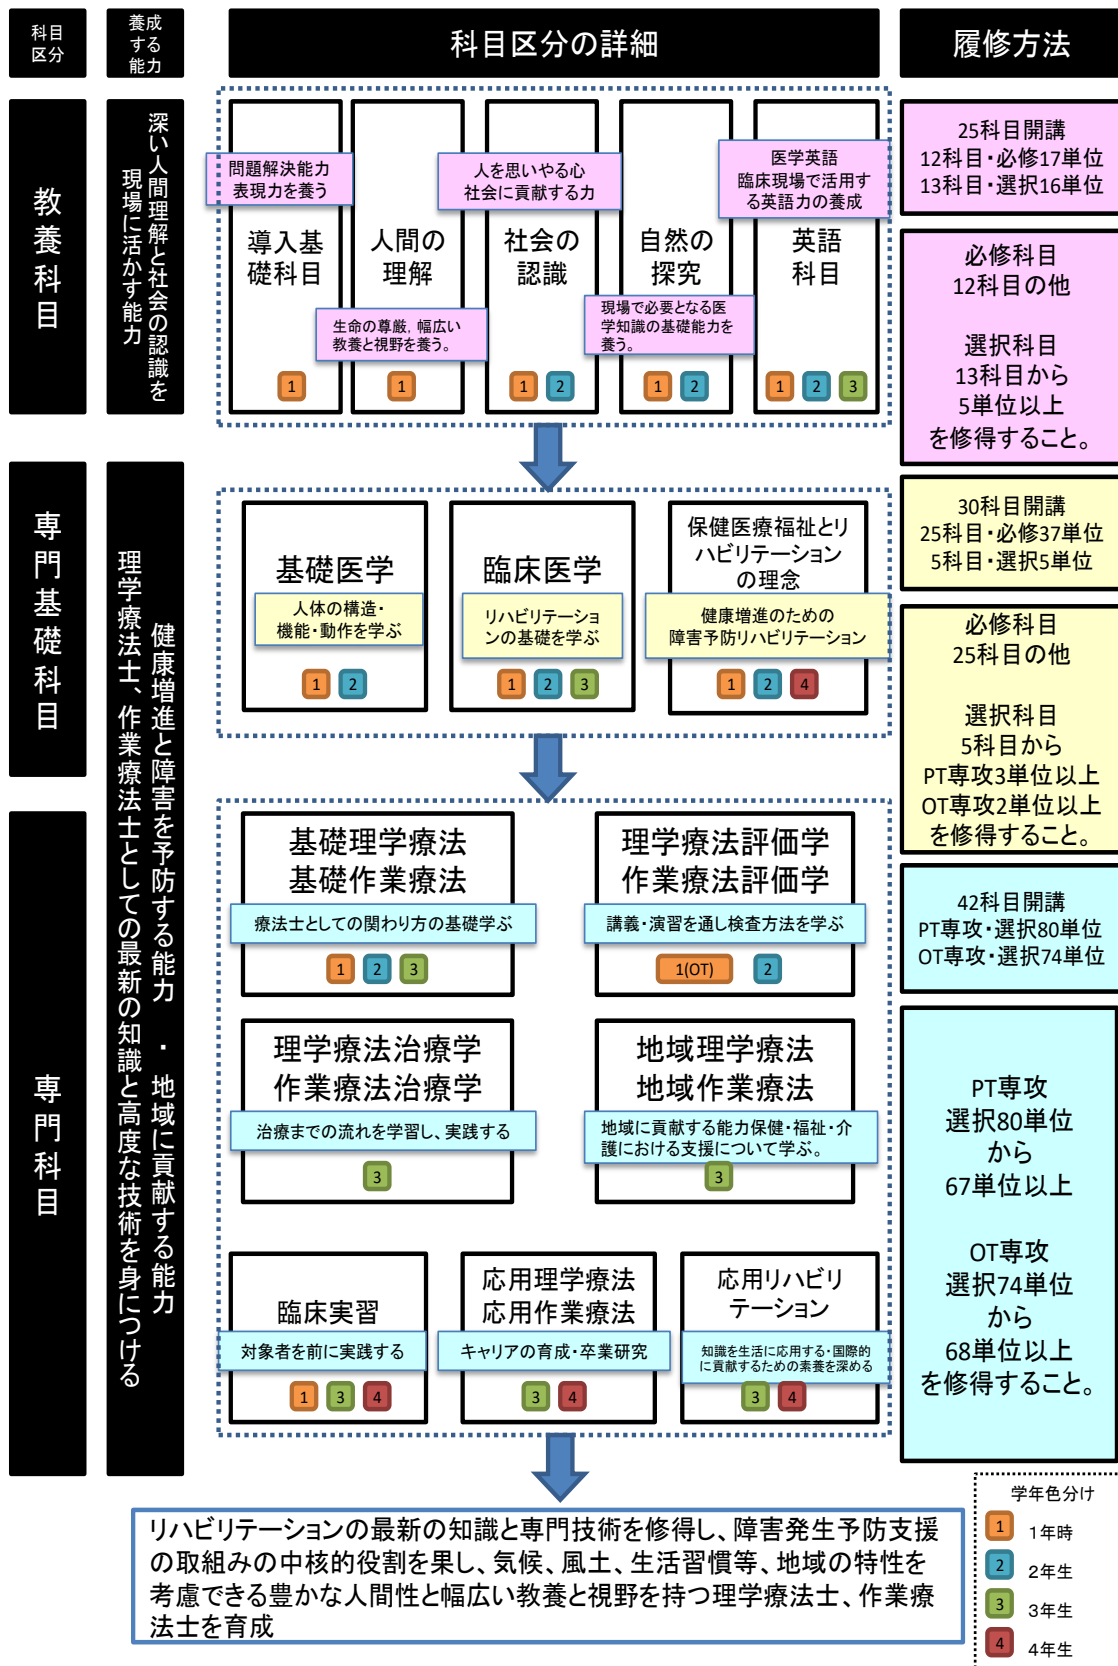 科目
区分
養成
する
能力
科目区分の詳細
履修方法
教養科目
深い人間理解と社会の認識を
現場に活かす能力
問題解決能力
表現力を養う
導入基
礎科目
1
人間の
理解
生命の尊厳, 幅広い
教養と視野を養う。
1
人を思いやる心
社会に貢献する力
社会の
認識
1 2
自然の
探究
現場で必要となる医
学知識の基礎能力を
養う。
1 2
医学英語
臨床現場で活用す
る英語力の養成
英語
科目
1 2 3
25科目開講
12科目・必修17単位
13科目・選択16単位
必修科目
12科目の他
選択科目
13科目から
5単位以上
を修得すること。
専門基礎科目
健康増進と障害を予防する能力 ・ 地域に貢献する能力
理学療法士、作業療法士としての最新の知識と高度な技術を身につける
基礎医学
人体の構造・
機能・動作を学ぶ
1 2
臨床医学
リハビリテーショ
ンの基礎を学ぶ
1 2 3
保健医療福祉とリ
ハビリテーション
の理念
健康増進のための
障害予防リハビリテーション
1 2 4
30科目開講
25科目・必修37単位
5科目・選択5単位
必修科目
25科目の他
選択科目
5科目から
PT専攻3単位以上
OT専攻2単位以上
を修得すること。
専門科目
基礎理学療法
基礎作業療法
療法士としての関わり方の基礎学ぶ
1 2 3
理学療法評価学
作業療法評価学
講義・演習を通し検査方法を学ぶ
1(OT) 2
理学療法治療学
作業療法治療学
治療までの流れを学習し、実践する
3
地域理学療法
地域作業療法
地域に貢献する能力保健・福祉・介
護における支援について学ぶ。
3
臨床実習
対象者を前に実践する
1 3 4
応用理学療法
応用作業療法
キャリアの育成・卒業研究
3 4
応用リハビリ
テーション
知識を生活に応用する・国際的
に貢献するための素養を深める
3 4
42科目開講
PT専攻・選択80単位
OT専攻・選択74単位
PT専攻
選択80単位
から
67単位以上
OT専攻
選択74単位
から
68単位以上
を修得すること。
リハビリテーションの最新の知識と専門技術を修得し、障害発生予防支援
の取組みの中核的役割を果し、気候、風土、生活習慣等、地域の特性を
考慮できる豊かな人間性と幅広い教養と視野を持つ理学療法士、作業療
法士を育成
学年色分け
1 1年時
2 2年生
3 3年生
4 4年生